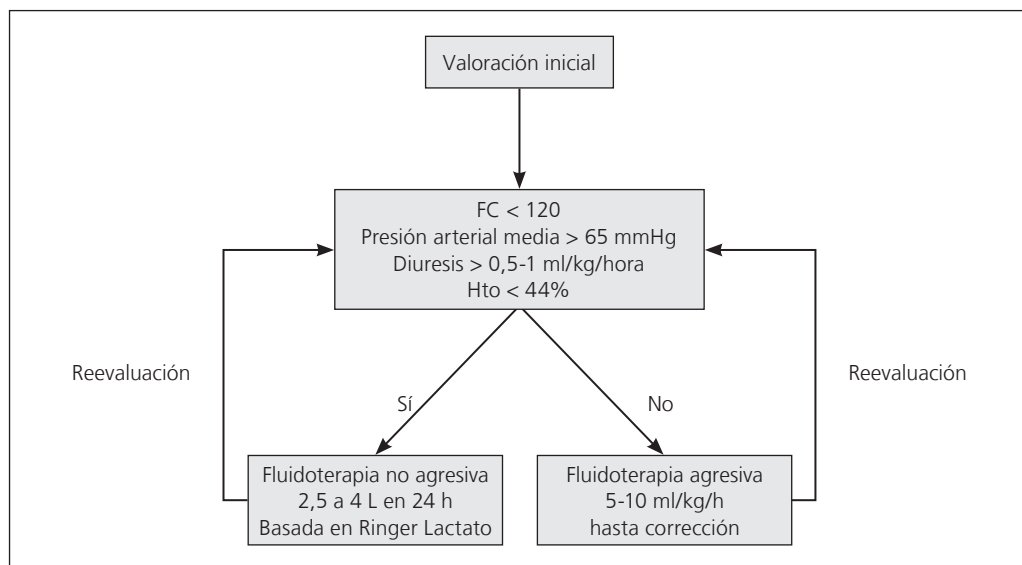 Valoración inicial
FC < 120
Presión arterial media > 65 mmHg
Diuresis > 0,5-1 ml/kg/hora
Hto < 44%
Reevaluación
Reevaluación
Sí
No
Fluidoterapia no agresiva
2,5 a 4 L en 24 h
Basada en Ringer Lactato
Fluidoterapia agresiva
5-10 ml/kg/h
hasta corrección